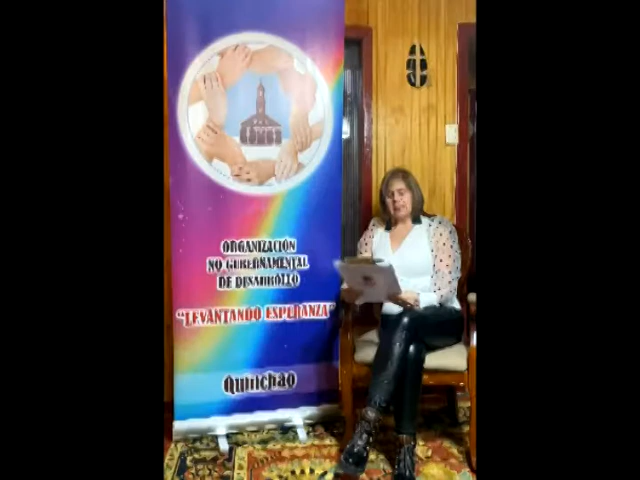 ORGANIZACIÓN
NO GUBERNAMENTAL
DE DESARROLLO
"LEVANTANDO ESPERANZA"
Quinchao